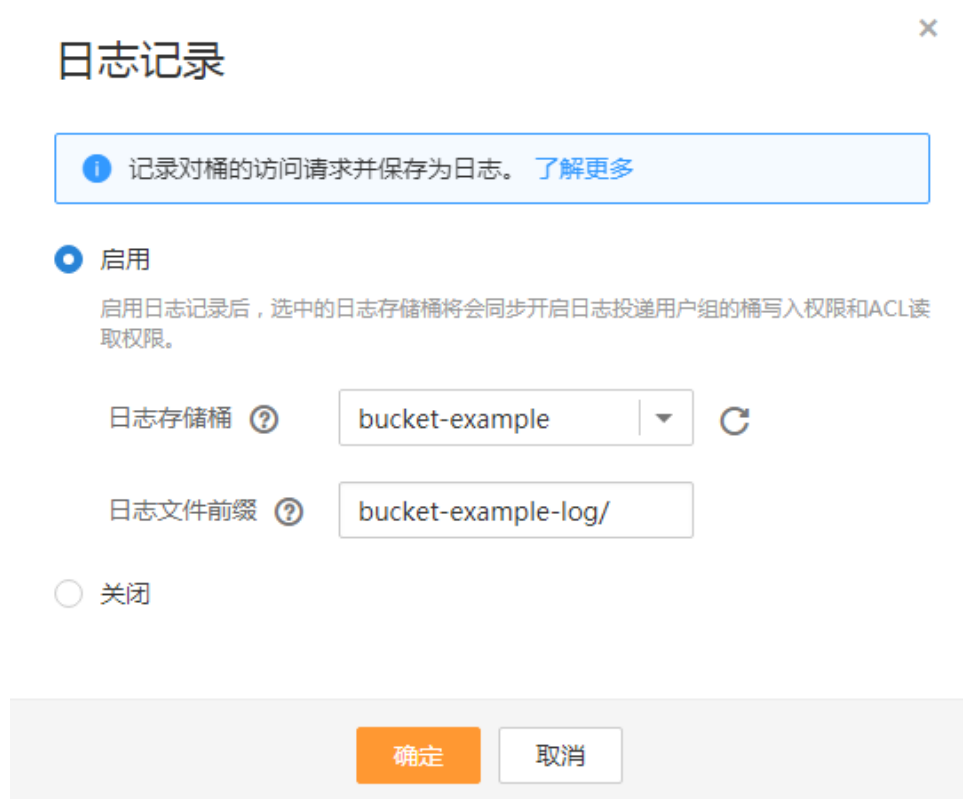 日志记录
记录对桶的访问请求并保存为日志。 了解更多
启用
启用日志记录后，选中的日志存储桶将会同步开启日志投递用户组的桶写入权限和ACL读
取权限。
日志存储桶 bucket-example
日志文件前缀 bucket-example-log/
关闭
确定 取消